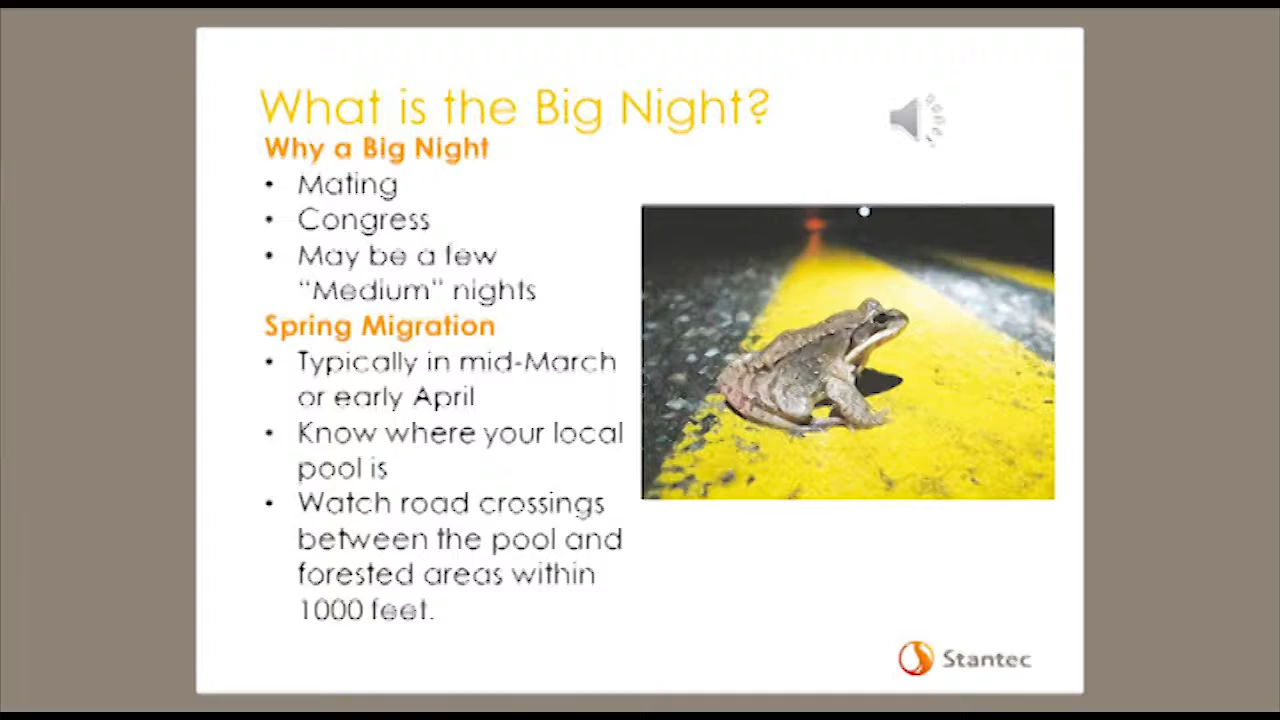 What is the Big Night?
Why a Big Night
• Mating
• Congress
• May be a few
“Medium” nights
Spring Migration
• Typically in mid-March
or early April
• Know where your local
pool is
• Watch road crossings
between the pool and
forested areas within
1000 feet.
Stantec